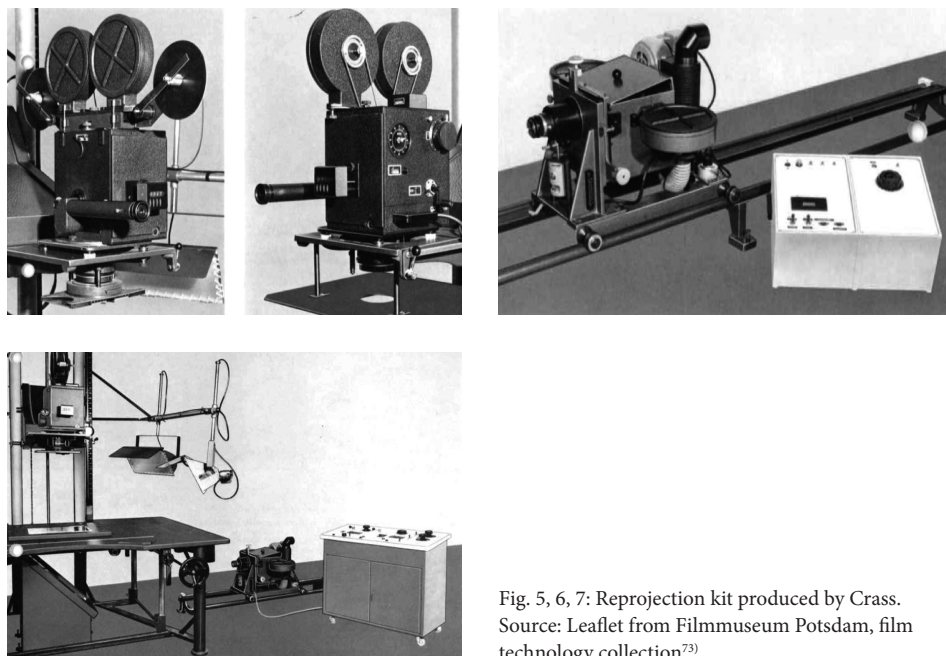 Fig. 5, 6, 7: Reprojection kit produced by Crass.
Source: Leaflet from Filmmuseum Potsdam, film
technology collection⁷³⁾